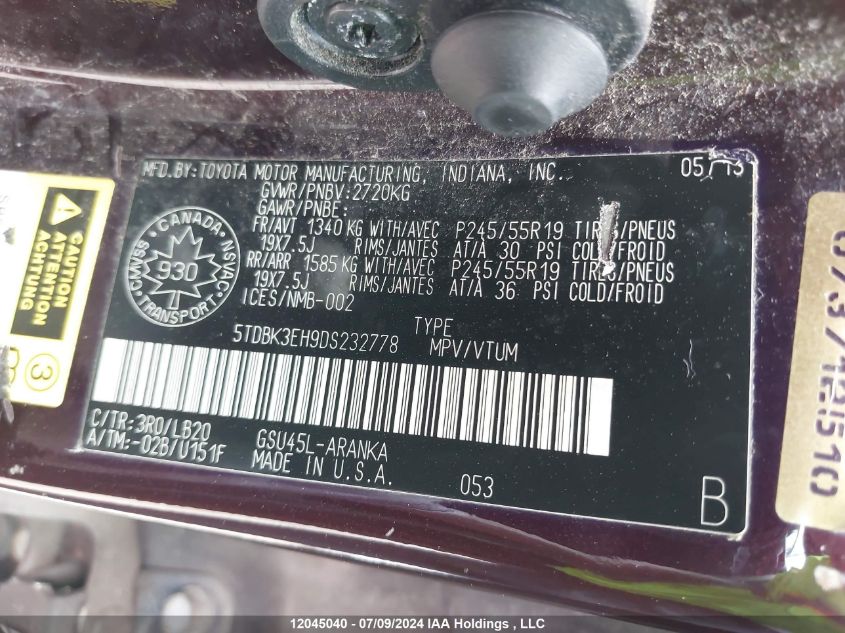 MFD.BY:TOYOTA MOTOR MANUFACTURING, INDIANA, INC. 05/13
GVWR/PNBV:2720KG
GAWR/PNBE:
FR/AVT 1340 KG WITH/AVEC P245/55R19 TIRES/PNEUS
19X7.5J RIMS/JANTES AT/A 30 PSI COLD/FROID
RR/ARR 1585 KG WITH/AVEC P245/55R19 TIRES/PNEUS
19X7.5J RIMS/JANTES AT/A 36 PSI COLD/FROID
ICES/NMB-002
CANADA
CMVSS NSVAC
930
TRANSPORT
5TDBK3EH9DS232778 TYPE
MPV/VTUM
C/TR:3R0/LB20
A/TM:-02B/U151F
GSU45L-ARANKA
MADE IN U.S.A.
053
B
CAUTION
ATTENTION
ACHTUNG
3
12045040 - 07/09/2024 IAA Holdings, LLC